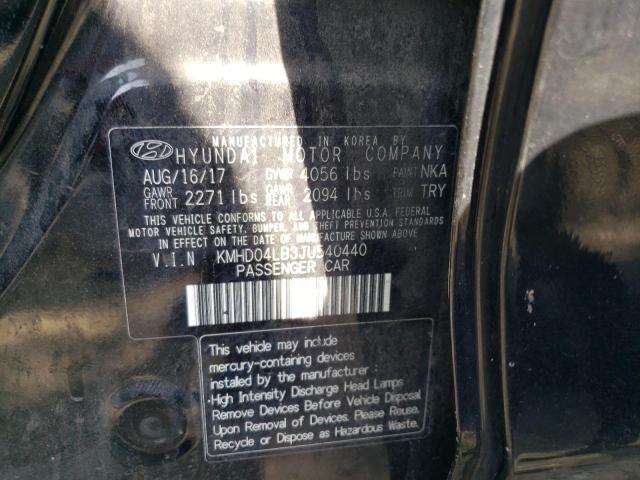 MANUFACTURED IN KOREA BY
HYUNDAI MOTOR COMPANY
AUG/16/17 GVWR 4056 lbs PAINT NKA
GAWR FRONT 2271 lbs GAWR REAR 2094 lbs TRIM TRY
THIS VEHICLE CONFORMS TO ALL APPLICABLE U.S.A. FEDERAL
MOTOR VEHICLE SAFETY, BUMPER, AND THEFT PREVENTION STANDARDS
IN EFFECT ON THE DATE OF MANUFACTURE SHOWN ABOVE.
V.I.N KMHD04LB3JU540440
PASSENGER CAR
This vehicle may include
mercury-containing devices
installed by the manufacturer :
·High Intensity Discharge Head Lamps
Remove Devices Before Vehicle Disposal
Upon Removal of Devices. Please Reuse,
Recycle or Dispose as Hazardous Waste.